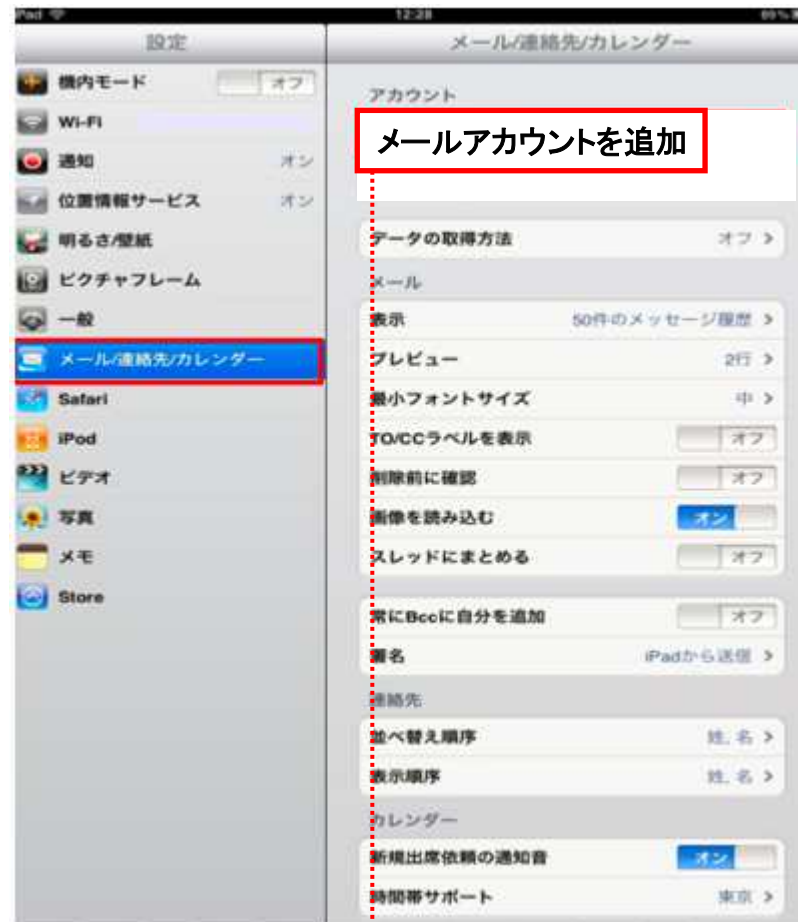 iPad
12:28
89%
設定
機内モード オフ
Wi-Fi
通知 オン
位置情報サービス オン
明るさ/壁紙
ピクチャフレーム
一般
メール/連絡先/カレンダー
Safari
iPod
ビデオ
写真
メモ
Store
メール/連絡先/カレンダー
アカウント
メールアカウントを追加
データの取得方法 オフ
メール
表示 50件のメッセージ履歴
プレビュー 2行
最小フォントサイズ 中
TO/CCラベルを表示 オフ
削除前に確認 オフ
画像を読み込む オン
スレッドにまとめる オフ
常にBccに自分を追加 オフ
署名 iPadから送信
連絡先
並べ替え順序 姓, 名
表示順序 姓, 名
カレンダー
新規出席依頼の通知音 オン
時間帯サポート 東京